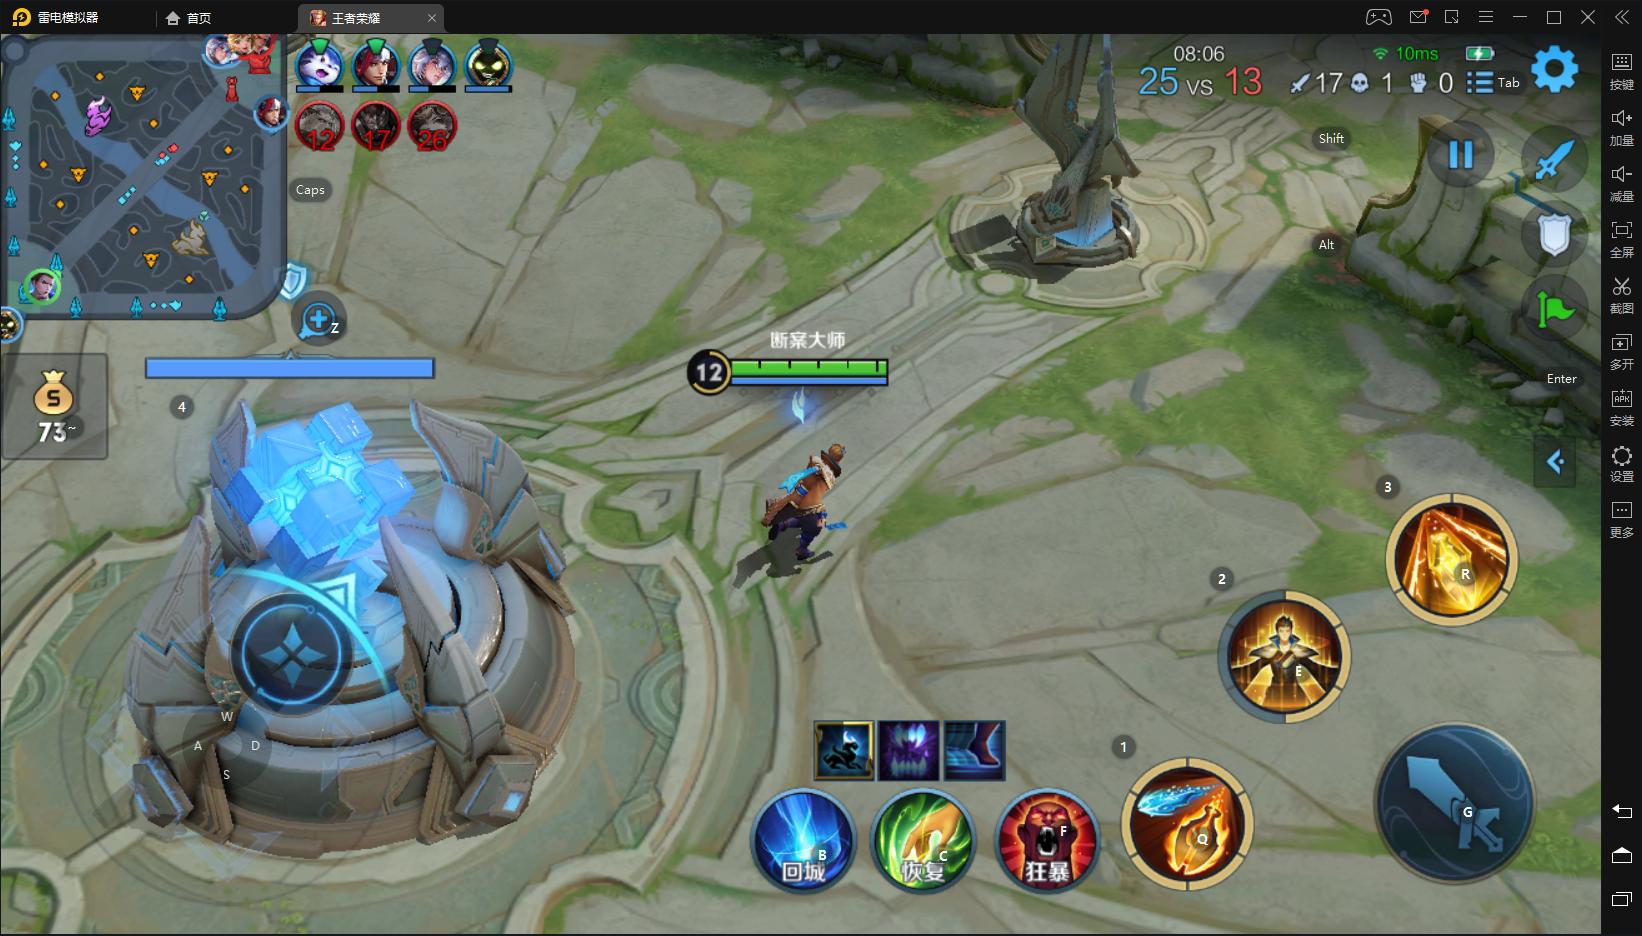 雷电模拟器
首页
王者荣耀
08:06
10ms
25 vs 13
17
1
0
Tab
12
17
26
Caps
Shift
Alt
Enter
Z
S
73
~
4
断案大师
12
3
R
2
E
1
Q
G
W
A
D
S
B
回城
C
恢复
F
狂暴
按键
加量
减量
全屏
截图
多开
APK
安装
设置
更多